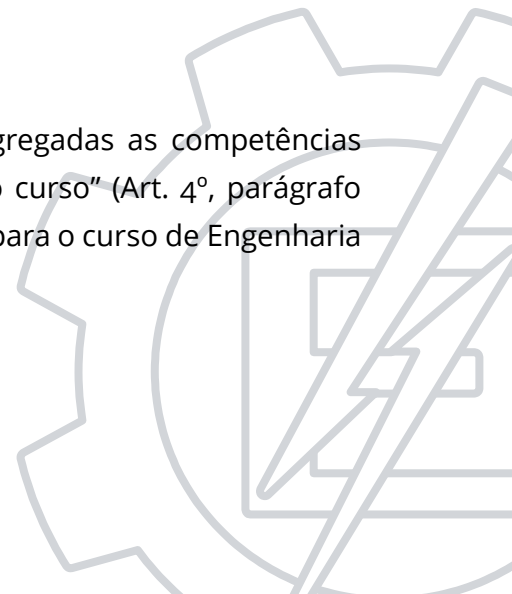 gregadas as competências
o curso” (Art. 4º, parágrafo
para o curso de Engenharia